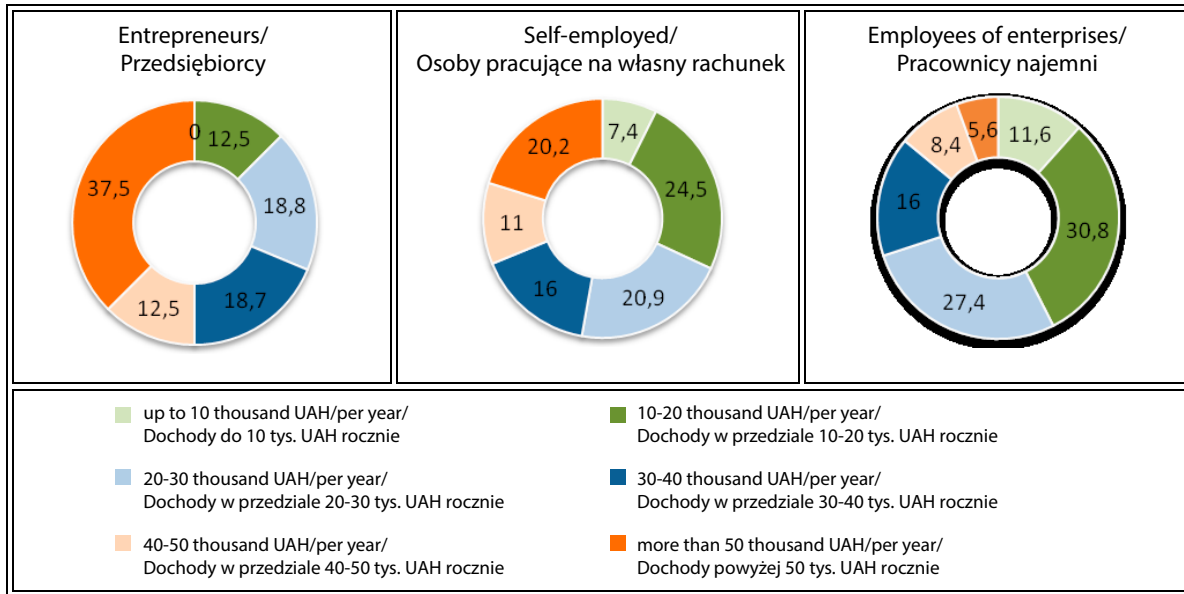 Entrepreneurs/
Przedsiębiorcy
0
12,5
18,8
18,7
12,5
37,5
Self-employed/
Osoby pracujące na własny rachunek
7,4
24,5
20,9
16
11
20,2
Employees of enterprises/
Pracownicy najemni
11,6
30,8
27,4
16
8,4
5,6
up to 10 thousand UAH/per year/
Dochody do 10 tys. UAH rocznie
10-20 thousand UAH/per year/
Dochody w przedziale 10-20 tys. UAH rocznie
20-30 thousand UAH/per year/
Dochody w przedziale 20-30 tys. UAH rocznie
30-40 thousand UAH/per year/
Dochody w przedziale 30-40 tys. UAH rocznie
40-50 thousand UAH/per year/
Dochody w przedziale 40-50 tys. UAH rocznie
more than 50 thousand UAH/per year/
Dochody powyżej 50 tys. UAH rocznie